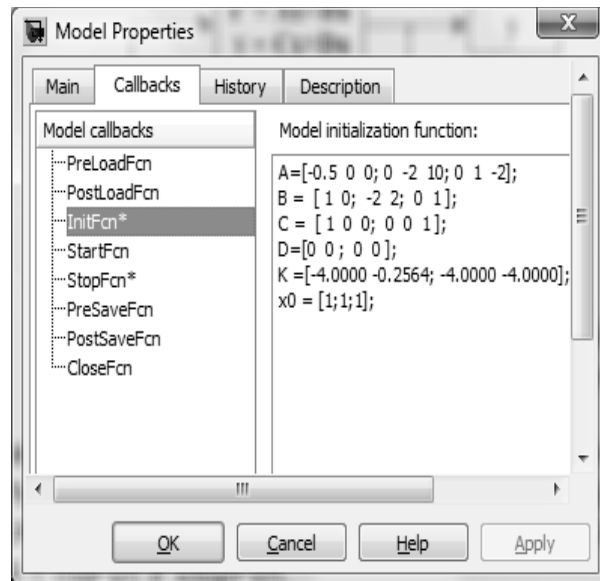 Model Properties
Main Callbacks History Description
Model callbacks
PreLoadFcn
PostLoadFcn
InitFcn*
StartFcn
StopFcn*
PreSaveFcn
PostSaveFcn
CloseFcn
Model initialization function:
A=[-0.5 0 0; 0 -2 10; 0 1 -2];
B = [ 1 0; -2 2; 0 1];
C = [ 1 0 0; 0 0 1];
D=[0 0 ; 0 0 ];
K =[-4.0000 -0.2564; -4.0000 -4.0000];
x0 = [1;1;1];
OK Cancel Help Apply